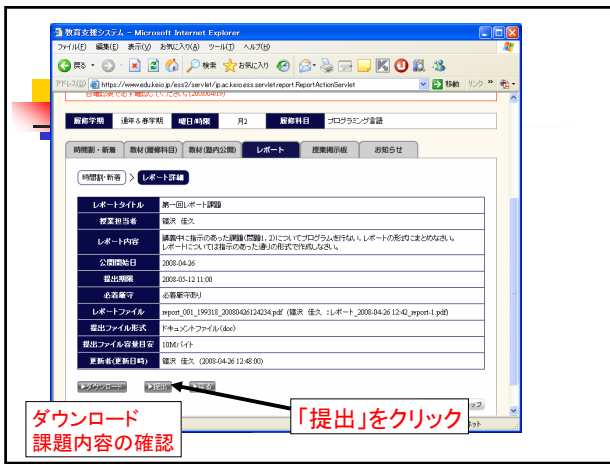 教育支援システム - Microsoft Internet Explorer
ファイル(F) 編集(E) 表示(V) お気に入り(A) ツール(T) ヘルプ(H)
戻る 検索 お気に入り
アドレス(D) https://www.edu.keio.jp/ess2/servlet/jp.ac.keio.ess.servlet.report.ReportActionServlet 移動 リンク »
履修学期 通年&春学期 曜日時限 月2 履修科目 プログラミング言語
時間割・新着 教材(履修科目) 教材(塾内公開) レポート 授業掲示板 お知らせ
時間割・新着 > レポート詳細
レポートタイトル 第一回レポート課題
授業担当者 篠沢 佳久
レポート内容 講義中に指示のあった課題(問題1、2)についてプログラムを行ない、レポートの形式にまとめなさい。
レポートについては指示のあった通りの形式で作成しなさい。
公開開始日 2008-04-26
提出期限 2008-05-12 11:00
必着厳守 必着厳守あり
レポートファイル report_001_199318_20080426124234.pdf (篠沢 佳久 :レポート_2008-04-26 12:42_report-1.pdf)
提出ファイル形式 ドキュメントファイル(doc)
提出ファイル容量目安 10Mバイト
更新者(更新日時) 篠沢 佳久 (2008-04-26 12:48:00)
▶ダウンロード ▶提出 ▶戻る
ップ
ダウンロード
課題内容の確認
「提出」をクリック